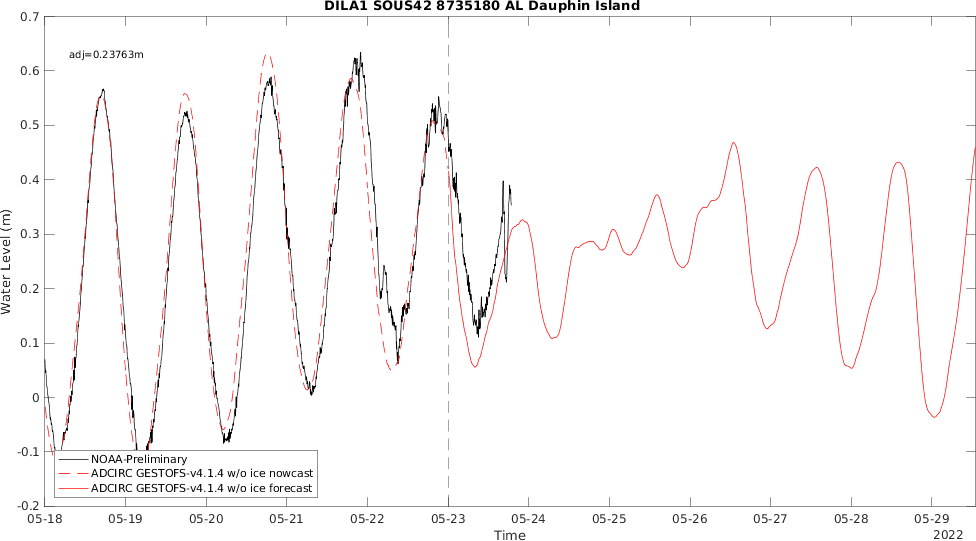 DILA1 SOUS42 8735180 AL Dauphin Island
0.7
0.6
0.5
0.4
0.3
0.2
0.1
0
-0.1
-0.2
Water Level (m)
adj=0.23763m
NOAA-Preliminary
ADCIRC GESTOFS-v4.1.4 w/o ice nowcast
ADCIRC GESTOFS-v4.1.4 w/o ice forecast
05-18 05-19 05-20 05-21 05-22 05-23 05-24 05-25 05-26 05-27 05-28 05-29
Time
2022